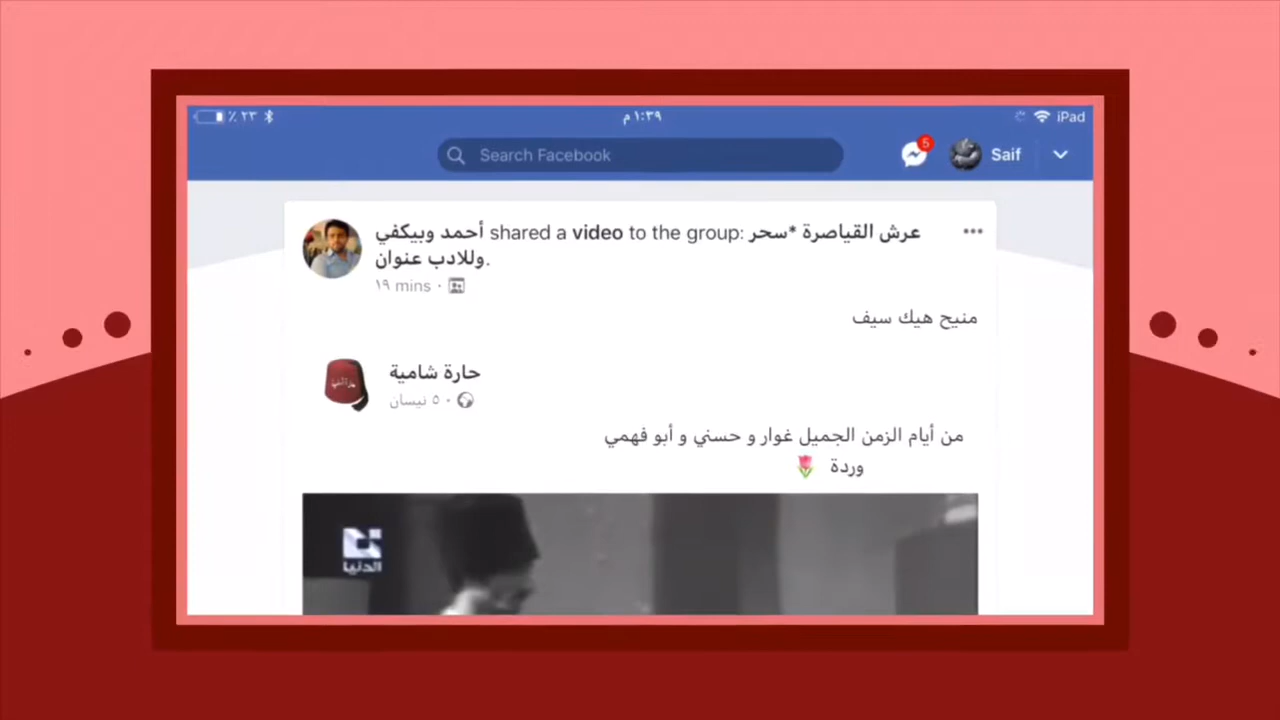 ٪ ٢٣
١:٣٩ م
iPad
Search Facebook
5
Saif
أحمد وبيكفي shared a video to the group: عرش القياصرة *سحر
وللادب عنوان.
١٩ mins ·
منيح هيك سيف
حارة شامية
٥ نيسان ·
من أيام الزمن الجميل غوار و حسني و أبو فهمي
وردة 🌷
الدنيا